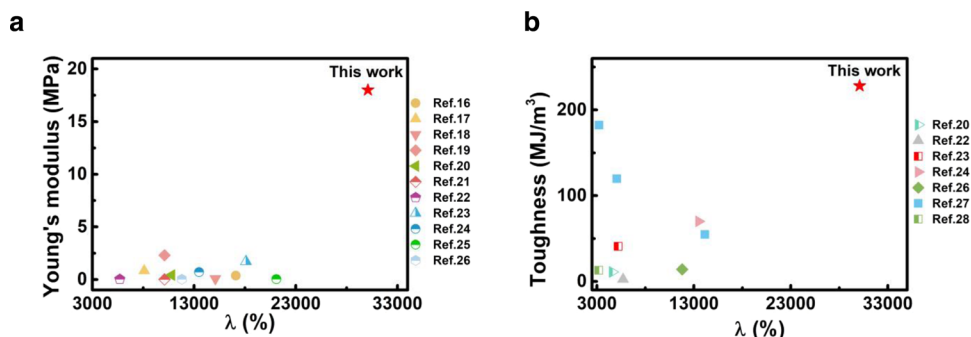 a
Young's modulus (MPa)
20
15
10
5
0
This work
3000
13000
23000
33000
λ (%)
Ref.16
Ref.17
Ref.18
Ref.19
Ref.20
Ref.21
Ref.22
Ref.23
Ref.24
Ref.25
Ref.26
b
Toughness (MJ/m³)
200
100
0
This work
3000
13000
23000
33000
λ (%)
Ref.20
Ref.22
Ref.23
Ref.24
Ref.26
Ref.27
Ref.28